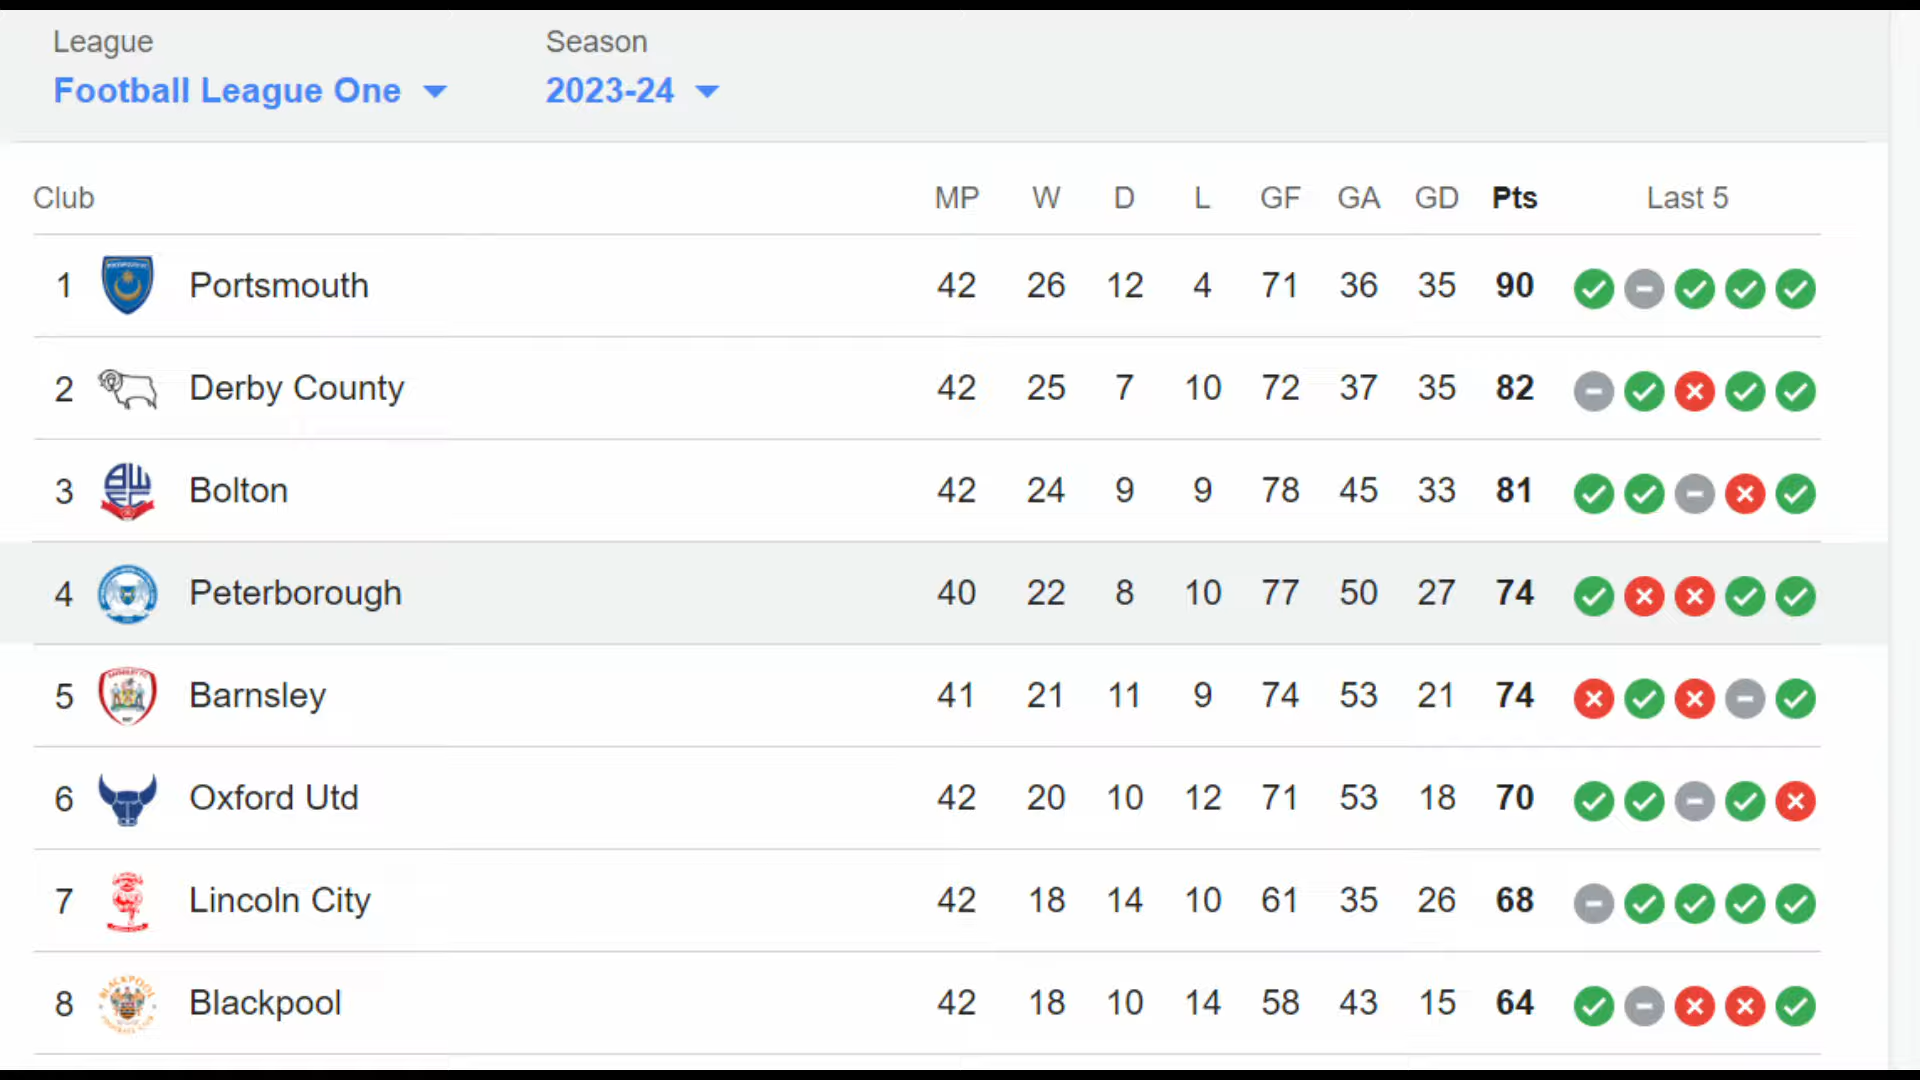 League Season
Football League One 2023-24
Club MP W D L GF GA GD Pts Last 5
1 Portsmouth 42 26 12 4 71 36 35 90
2 Derby County 42 25 7 10 72 37 35 82
3 Bolton 42 24 9 9 78 45 33 81
4 Peterborough 40 22 8 10 77 50 27 74
5 Barnsley 41 21 11 9 74 53 21 74
6 Oxford Utd 42 20 10 12 71 53 18 70
7 Lincoln City 42 18 14 10 61 35 26 68
8 Blackpool 42 18 10 14 58 43 15 64